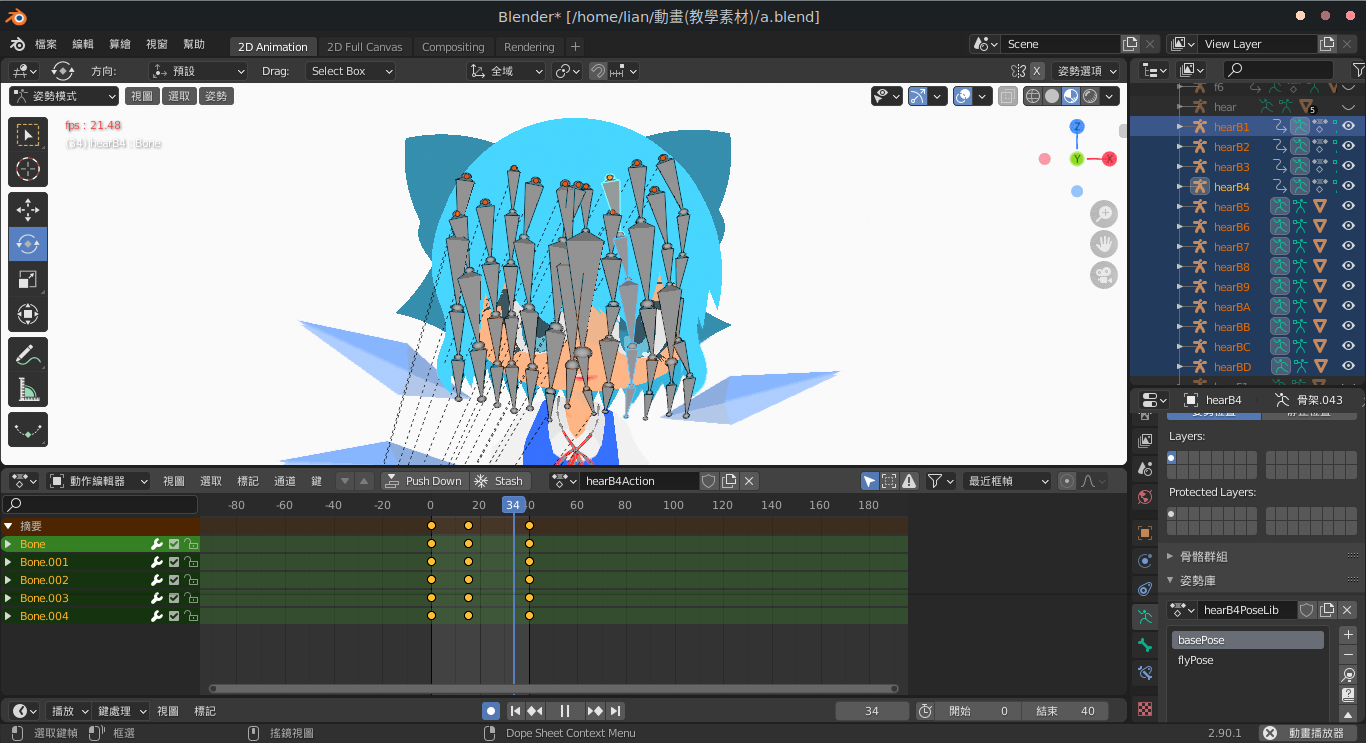 Blender* [/home/lian/動畫(教學素材)/a.blend]
檔案 編輯 算繪 視窗 幫助 2D Animation 2D Full Canvas Compositing Rendering + Scene View Layer
方向: 預設 Drag: Select Box 全域 X 姿勢選項
姿勢模式 視圖 選取 姿勢
fps : 21.48
(34) hearB4 : Bone
Z
Y
X
f6
hear 5
hearB1
hearB2
hearB3
hearB4
hearB5
hearB6
hearB7
hearB8
hearB9
hearBA
hearBB
hearBC
hearBD
hearB4 骨架.043
Layers:
Protected Layers:
骨骼群組
姿勢庫
hearB4PoseLib
basePose
flyPose
動作編輯器 視圖 選取 標記 通道 鍵 Push Down Stash hearB4Action 最近框幀
-80 -60 -40 -20 0 20 34 40 60 80 100 120 140 160 180
摘要
Bone
Bone.001
Bone.002
Bone.003
Bone.004
播放 鍵處理 視圖 標記 34 開始 0 結束 40
選取鍵幀 框選 搖鏡視圖 Dope Sheet Context Menu 2.90.1 動畫播放器